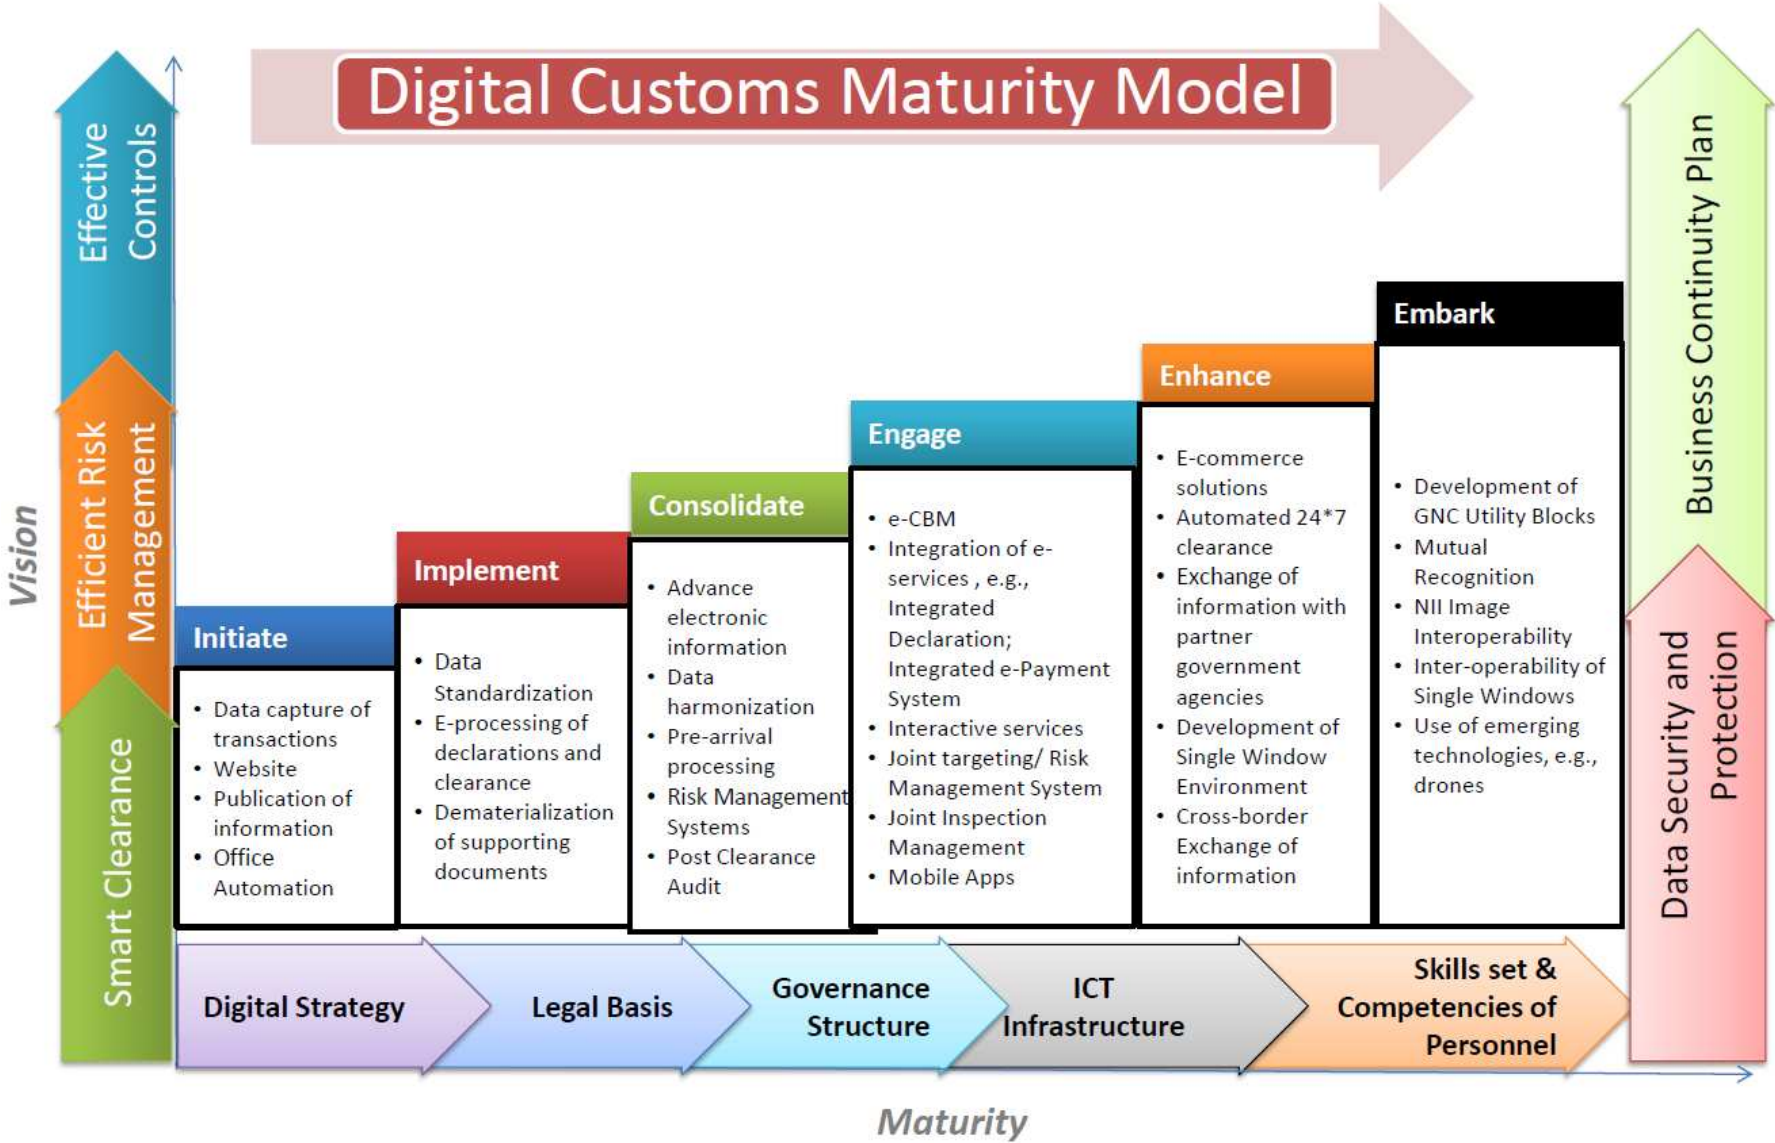 Digital Customs Maturity Model
Effective
Controls
Efficient Risk
Management
Smart Clearance
Vision
Initiate
• Data capture of
transactions
• Website
• Publication of
information
• Office
Automation
Implement
• Data
Standardization
• E-processing of
declarations and
clearance
• Dematerialization
of supporting
documents
Consolidate
• Advance
electronic
information
• Data
harmonization
• Pre-arrival
processing
• Risk Management
Systems
• Post Clearance
Audit
Engage
• e-CBM
• Integration of e-
services , e.g.,
Integrated
Declaration;
Integrated e-Payment
System
• Interactive services
• Joint targeting/ Risk
Management System
• Joint Inspection
Management
• Mobile Apps
Enhance
• E-commerce
solutions
• Automated 24*7
clearance
• Exchange of
information with
partner
government
agencies
• Development of
Single Window
Environment
• Cross-border
Exchange of
information
Embark
• Development of
GNC Utility Blocks
• Mutual
Recognition
• NII Image
Interoperability
• Inter-operability of
Single Windows
• Use of emerging
technologies, e.g.,
drones
Business Continuity Plan
Data Security and
Protection
Digital Strategy
Legal Basis
Governance
Structure
ICT
Infrastructure
Skills set &
Competencies of
Personnel
Maturity